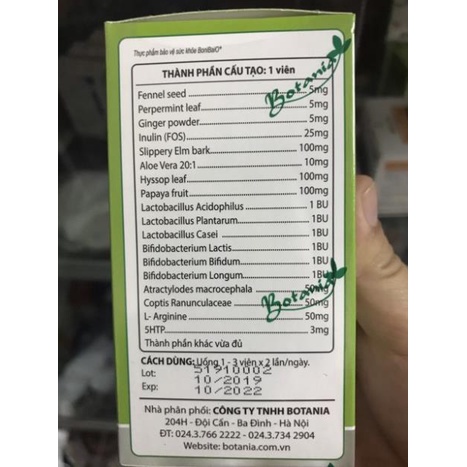 Thực phẩm bảo vệ sức khỏe BoniBaiO⁺
THÀNH PHẦN CẤU TẠO: 1 viên
Botania
Fennel seed 5mg
Perpermint leaf 5mg
Ginger powder 5mg
Inulin (FOS) 25mg
Slippery Elm bark 100mg
Aloe Vera 20:1 10mg
Hyssop leaf 100mg
Papaya fruit 100mg
Lactobacillus Acidophilus 1 BU
Lactobacillus Plantarum 1BU
Lactobacillus Casei 1BU
Bifidobacterium Lactis 1BU
Bifidobacterium Bifidum 1BU
Bifidobacterium Longum 1BU
Atractylodes macrocephala 50mg
Coptis Ranunculaceae 50mg
Botania
L- Arginine 50mg
5HTP 3mg
Thành phần khác vừa đủ
CÁCH DÙNG: Uống 1 - 3 viên x 2 lần/ngày.
Lot: 51910002
10/2019
Exp: 10/2022
Nhà phân phối: CÔNG TY TNHH BOTANIA
204H - Đội Cấn - Ba Đình - Hà Nội
ĐT: 024.3.766 2222 - 024.3.734 2904
Website: botania.com.vn